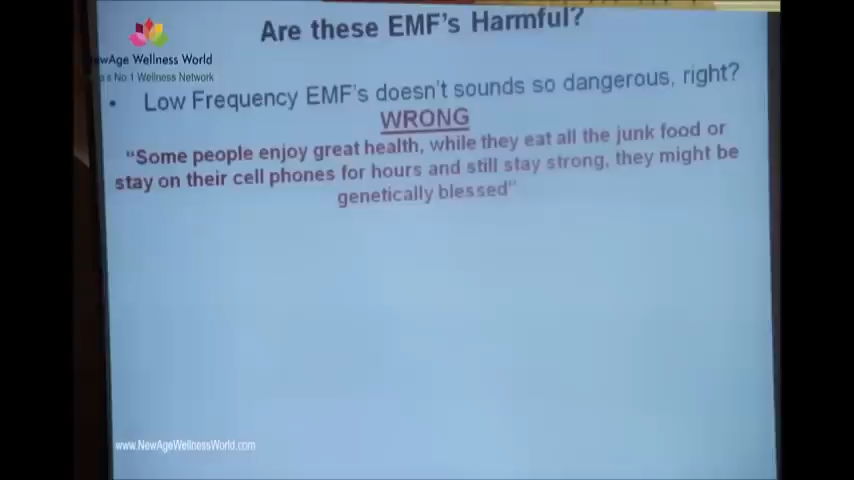 Are these EMF's Harmful?
NewAge Wellness World
's No 1 Wellness Network
• Low Frequency EMF's doesn't sounds so dangerous, right?
WRONG
"Some people enjoy great health, while they eat all the junk food or
stay on their cell phones for hours and still stay strong, they might be
genetically blessed"
www.NewAgeWellnessWorld.com